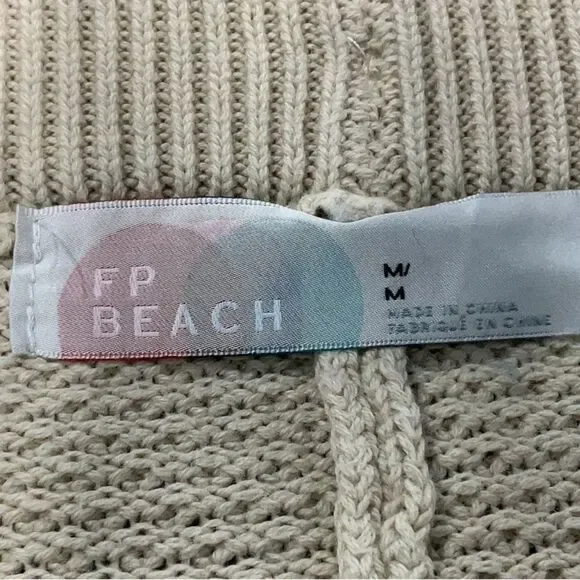 FP
BEACH
M/
M
MADE IN CHINA
FABRIQUÉ EN CHINE